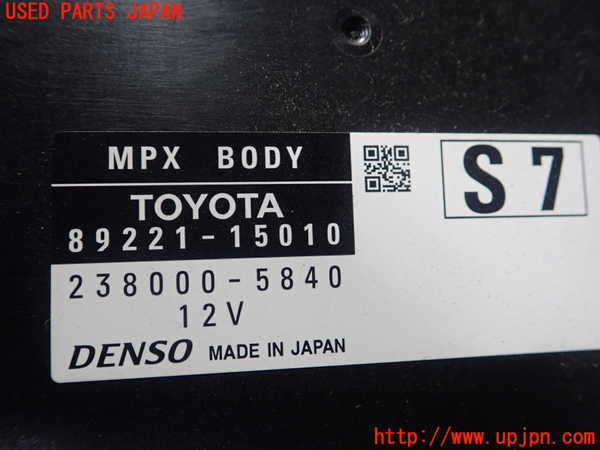 USED PARTS JAPAN
MPX BODY
S7
TOYOTA
89221-15010
238000-5840
12V
DENSO MADE IN JAPAN
http://www.upjpn.com